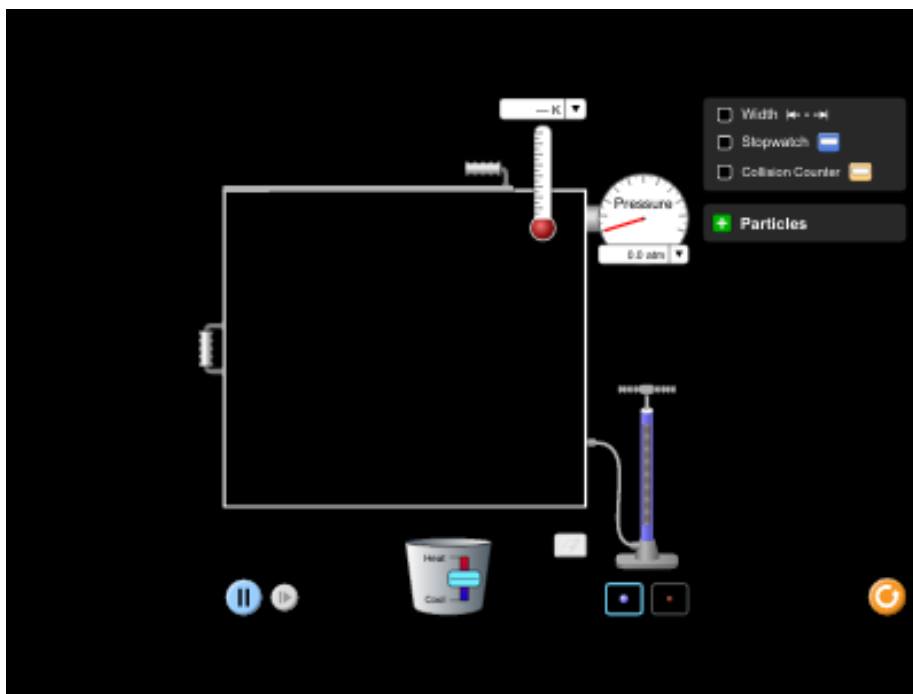 — K
Width
Stopwatch
Collision Counter
Pressure
Particles
0.0 atm
Heat
Cool